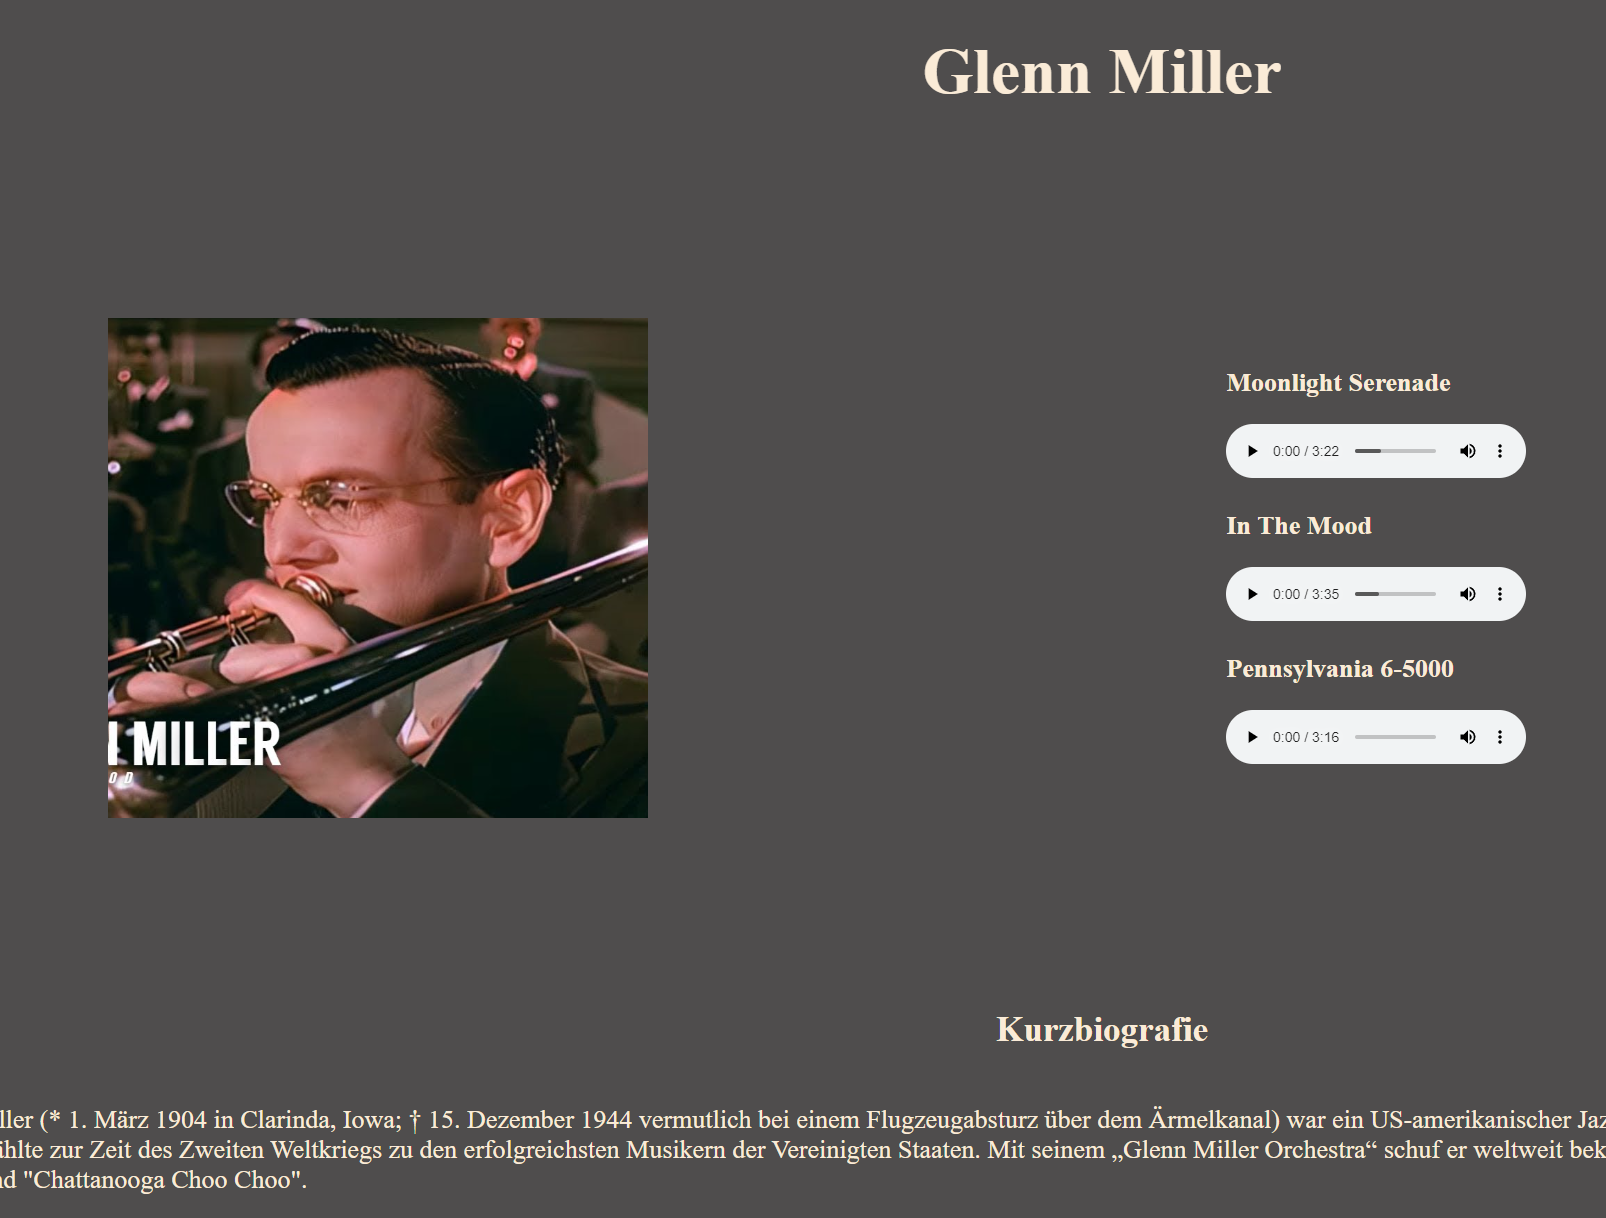 Glenn Miller
Moonlight Serenade
0:00 / 3:22
In The Mood
0:00 / 3:35
Pennsylvania 6-5000
0:00 / 3:16
N MILLER
OOD
Kurzbiografie
ller (* 1. März 1904 in Clarinda, Iowa; † 15. Dezember 1944 vermutlich bei einem Flugzeugabsturz über dem Ärmelkanal) war ein US-amerikanischer Jaz
ählte zur Zeit des Zweiten Weltkriegs zu den erfolgreichsten Musikern der Vereinigten Staaten. Mit seinem „Glenn Miller Orchestra“ schuf er weltweit bek
nd "Chattanooga Choo Choo".